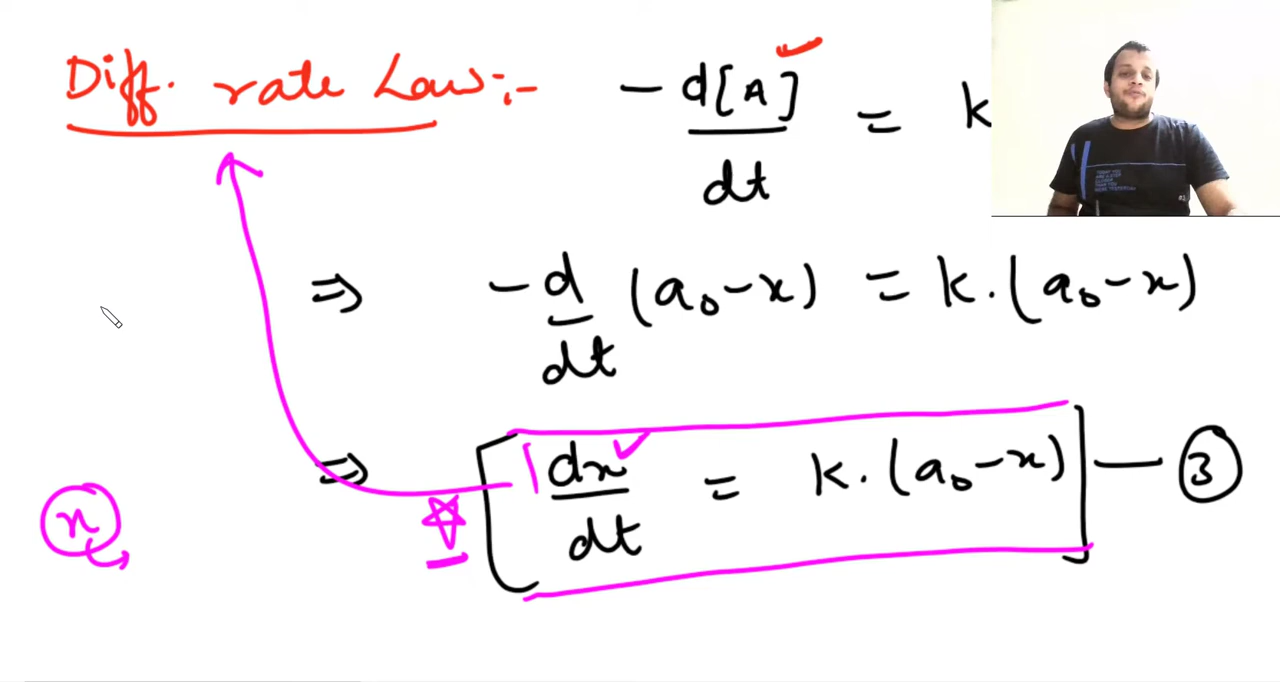 Diff. rate Law:- -d[A]/dt = k
⇒ -d/dt (a₀-x) = k.(a₀-x)
⇒ [dx/dt = k.(a₀-x)] — 3
x